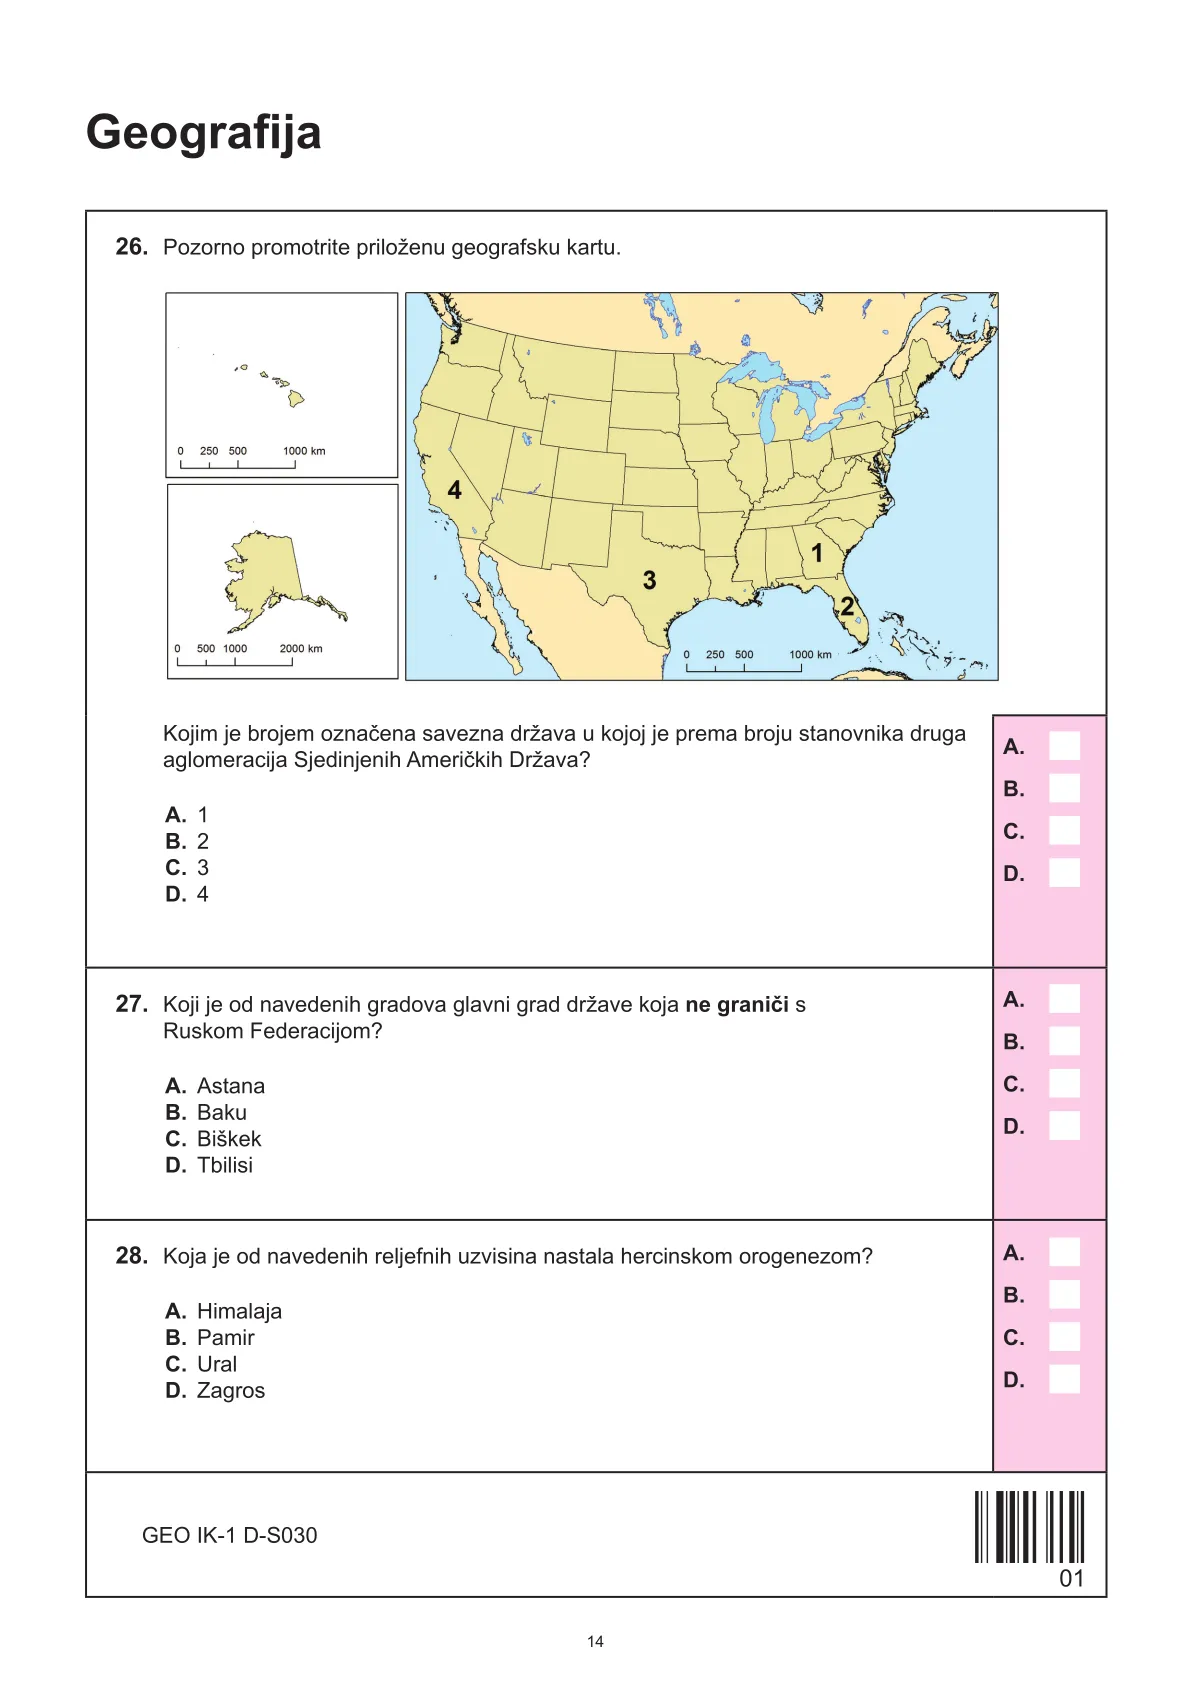 Geografija
26. Pozorno promotrite priloženu geografsku kartu.
0 250 500 1000 km
0 500 1000 2000 km
4
3
1
2
0 250 500 1000 km
Kojim je brojem označena savezna država u kojoj je prema broju stanovnika druga
aglomeracija Sjedinjenih Američkih Država?
A. 1
B. 2
C. 3
D. 4
A.
B.
C.
D.
27. Koji je od navedenih gradova glavni grad države koja ne graniči s
Ruskom Federacijom?
A. Astana
B. Baku
C. Biškek
D. Tbilisi
A.
B.
C.
D.
28. Koja je od navedenih reljefnih uzvisina nastala hercinskom orogenezom?
A. Himalaja
B. Pamir
C. Ural
D. Zagros
A.
B.
C.
D.
GEO IK-1 D-S030
01
14